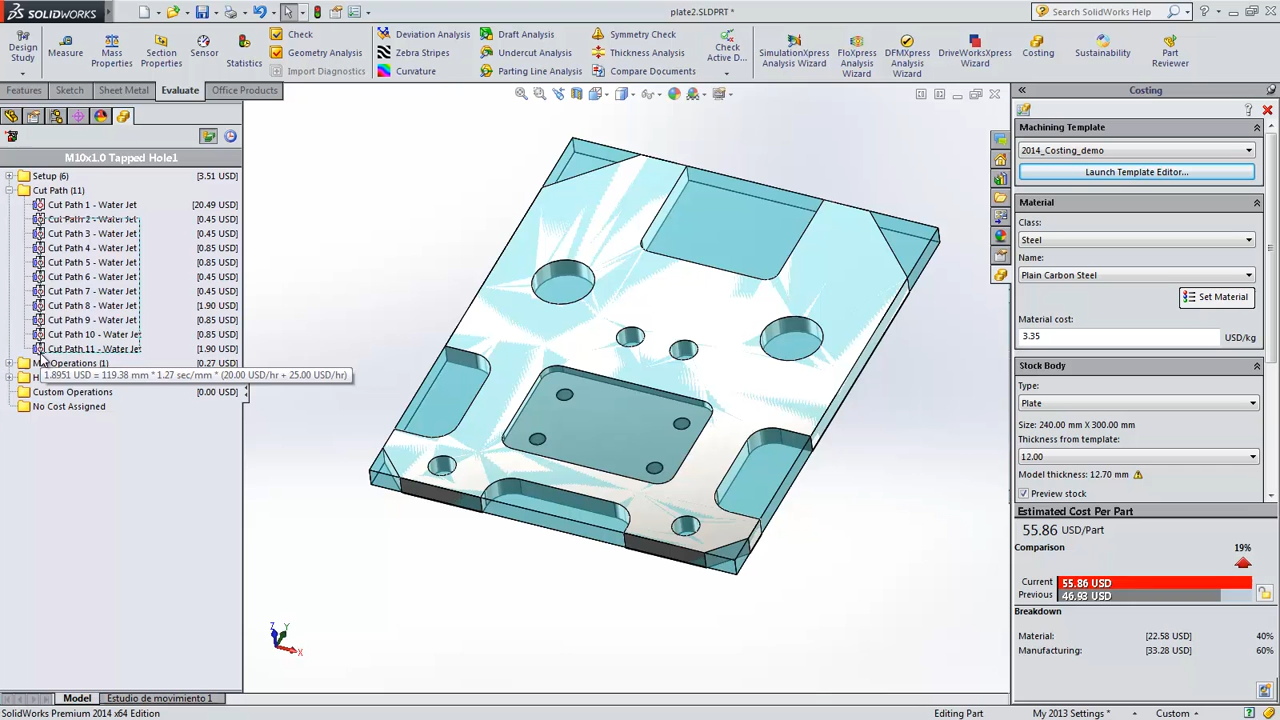 SOLIDWORKS
plate2.SLDPRT *
Search SolidWorks Help
Design Study
Measure
Mass Properties
Section Properties
Sensor
Statistics
Check
Geometry Analysis
Import Diagnostics
Deviation Analysis
Zebra Stripes
Curvature
Draft Analysis
Undercut Analysis
Parting Line Analysis
Symmetry Check
Thickness Analysis
Compare Documents
Check Active D...
SimulationXpress Analysis Wizard
FloXpress Analysis Wizard
DFMXpress Analysis Wizard
DriveWorksXpress Wizard
Costing
Sustainability
Part Reviewer
Features
Sketch
Sheet Metal
Evaluate
Office Products
M10x1.0 Tapped Hole1
Setup (6) [3.51 USD]
Cut Path (11)
Cut Path 1 - Water Jet [20.49 USD]
Cut Path 2 - Water Jet [0.45 USD]
Cut Path 3 - Water Jet [0.45 USD]
Cut Path 4 - Water Jet [0.85 USD]
Cut Path 5 - Water Jet [0.85 USD]
Cut Path 6 - Water Jet [0.45 USD]
Cut Path 7 - Water Jet [0.45 USD]
Cut Path 8 - Water Jet [1.90 USD]
Cut Path 9 - Water Jet [0.85 USD]
Cut Path 10 - Water Jet [0.85 USD]
Cut Path 11 - Water Jet [1.90 USD]
Operations (1) [0.27 USD]
1.8951 USD = 119.38 mm * 1.27 sec/mm * (20.00 USD/hr + 25.00 USD/hr)
Custom Operations [0.00 USD]
No Cost Assigned
Z
Y
X
Costing
Machining Template
2014_Costing_demo
Launch Template Editor...
Material
Class:
Steel
Name:
Plain Carbon Steel
Set Material
Material cost:
3.35 USD/kg
Stock Body
Type:
Plate
Size: 240.00 mm X 300.00 mm
Thickness from template:
12.00
Model thickness: 12.70 mm
Preview stock
Estimated Cost Per Part
55.86 USD/Part
Comparison 19%
Current 55.86 USD
Previous 46.93 USD
Breakdown
Material: [22.58 USD] 40%
Manufacturing: [33.28 USD] 60%
Model
Estudio de movimiento 1
SolidWorks Premium 2014 x64 Edition
Editing Part
My 2013 Settings *
Custom